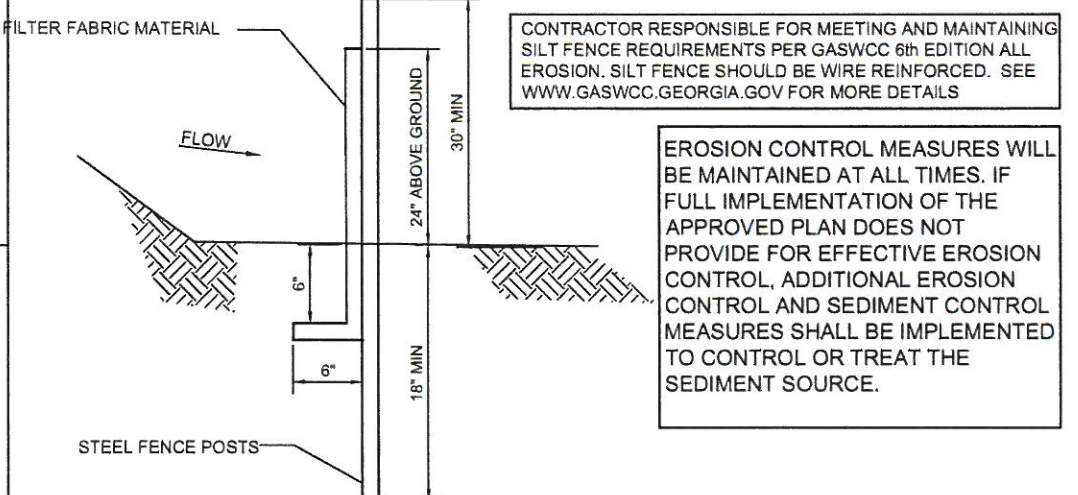 FILTER FABRIC MATERIAL
FLOW
24" ABOVE GROUND
30" MIN
6"
6"
18" MIN
STEEL FENCE POSTS
CONTRACTOR RESPONSIBLE FOR MEETING AND MAINTAINING
SILT FENCE REQUIREMENTS PER GASWCC 6th EDITION ALL
EROSION. SILT FENCE SHOULD BE WIRE REINFORCED. SEE
WWW.GASWCC.GEORGIA.GOV FOR MORE DETAILS
EROSION CONTROL MEASURES WILL
BE MAINTAINED AT ALL TIMES. IF
FULL IMPLEMENTATION OF THE
APPROVED PLAN DOES NOT
PROVIDE FOR EFFECTIVE EROSION
CONTROL, ADDITIONAL EROSION
CONTROL AND SEDIMENT CONTROL
MEASURES SHALL BE IMPLEMENTED
TO CONTROL OR TREAT THE
SEDIMENT SOURCE.